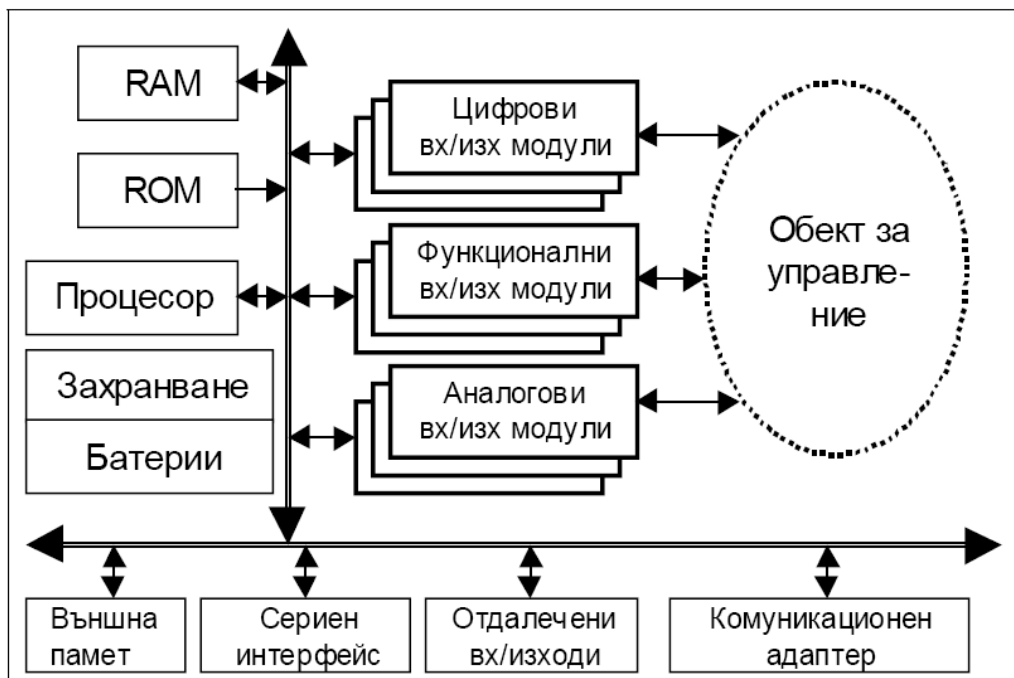 RAM
ROM
Процесор
Захранване
Батерии
Цифрови
вх/изх модули
Функционални
вх/изх модули
Аналогови
вх/изх модули
Обект за
управле-
ние
Външна
памет
Сериен
интерфейс
Отдалечени
вх/изходи
Комуникационен
адаптер